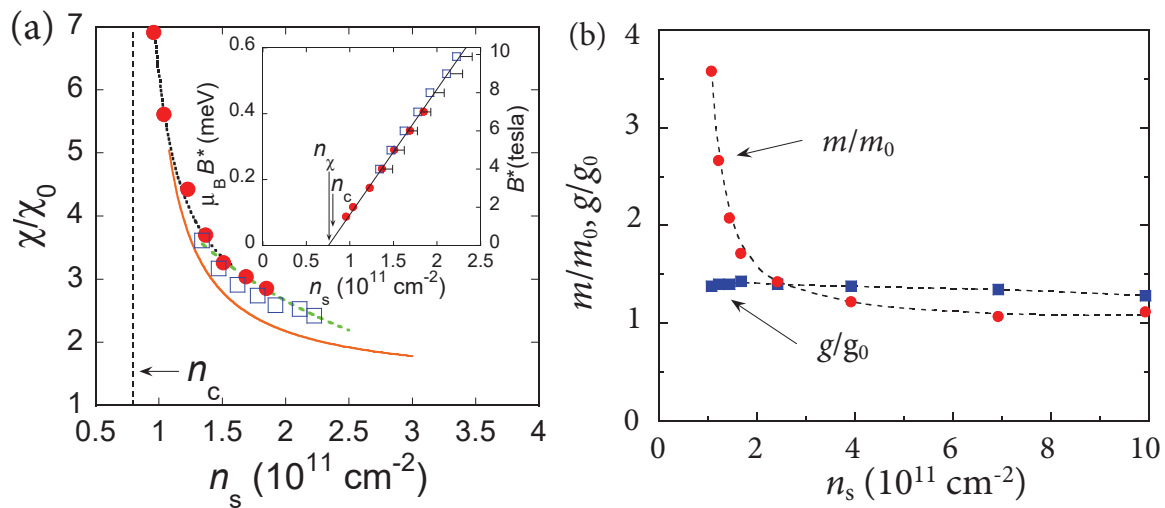 (a)
7
6
5
4
3
2
1
χ/χ0
0.5 1 1.5 2 2.5 3 3.5 4
ns (10^11 cm^-2)
nc
0.6
0.4
0.2
0
μB B* (meV)
10
8
6
4
2
0
B*(tesla)
nχ
nc
0 0.5 1 1.5 2 2.5
ns (10^11 cm^-2)
(b)
4
3
2
1
0
m/m0, g/g0
m/m0
g/g0
0 2 4 6 8 10
ns (10^11 cm^-2)